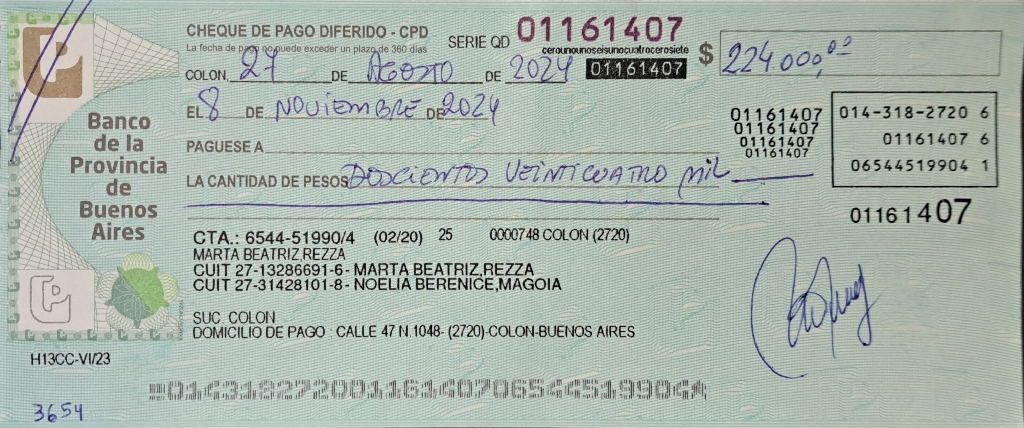 CHEQUE DE PAGO DIFERIDO - CPD
La fecha de pago no puede exceder un plazo de 360 días
SERIE QD 01161407
cerounounoseisunocuatrocerosiete
01161407
$ 224000,00
COLON, 27 DE AGOSTO DE 2024
EL 8 DE NOVIEMBRE DE 2024
PAGUESE A
LA CANTIDAD DE PESOS DOSCIENTOS VEINTICUATRO MIL
01161407
01161407
01161407
01161407
014-318-2720 6
01161407 6
06544519904 1
01161407
Banco
de la
Provincia
de
Buenos
Aires
CTA.: 6544-51990/4 (02/20) 25 0000748 COLON (2720)
MARTA BEATRIZ,REZZA
CUIT 27-13286691-6- MARTA BEATRIZ,REZZA
CUIT 27-31428101-8- NOELIA BERENICE,MAGOIA
SUC. COLON
DOMICILIO DE PAGO : CALLE 47 N.1048- (2720)-COLON-BUENOS AIRES
H13CC-VI/23
01431827200116140706544519904
3654